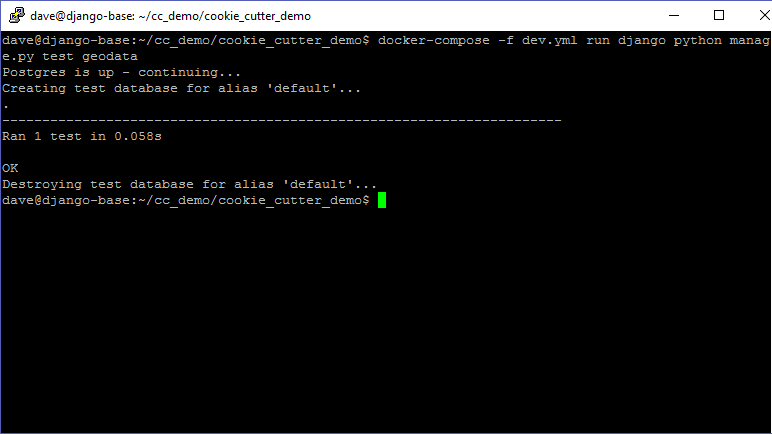 dave@django-base: ~/cc_demo/cookie_cutter_demo
dave@django-base:~/cc_demo/cookie_cutter_demo$ docker-compose -f dev.yml run django python manag
e.py test geodata
Postgres is up - continuing...
Creating test database for alias 'default'...
.
----------------------------------------------------------------------
Ran 1 test in 0.058s
OK
Destroying test database for alias 'default'...
dave@django-base:~/cc_demo/cookie_cutter_demo$